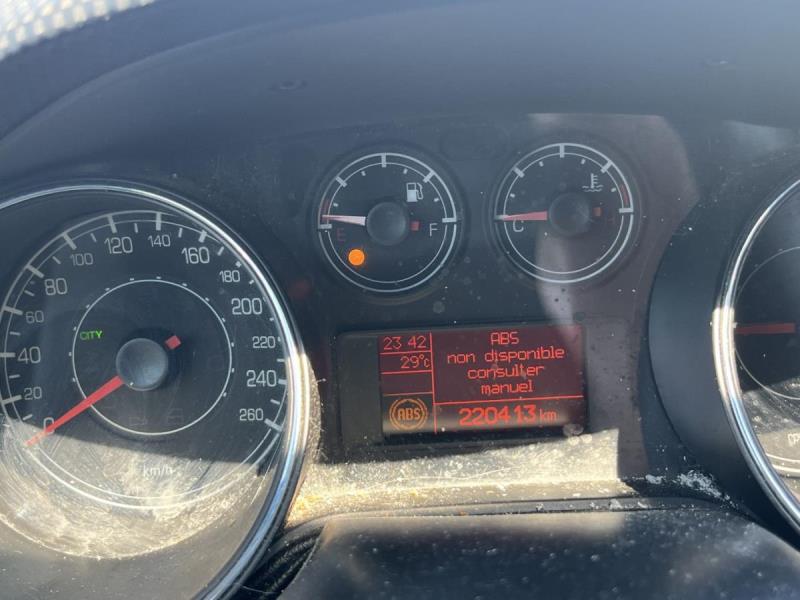 0
20
40
60
80
100
120
140
160
180
200
220
240
260
CITY
km/h
E F
C
23 42
29°c
ABS
non disponible
consulter
manuel
ABS
220413 km